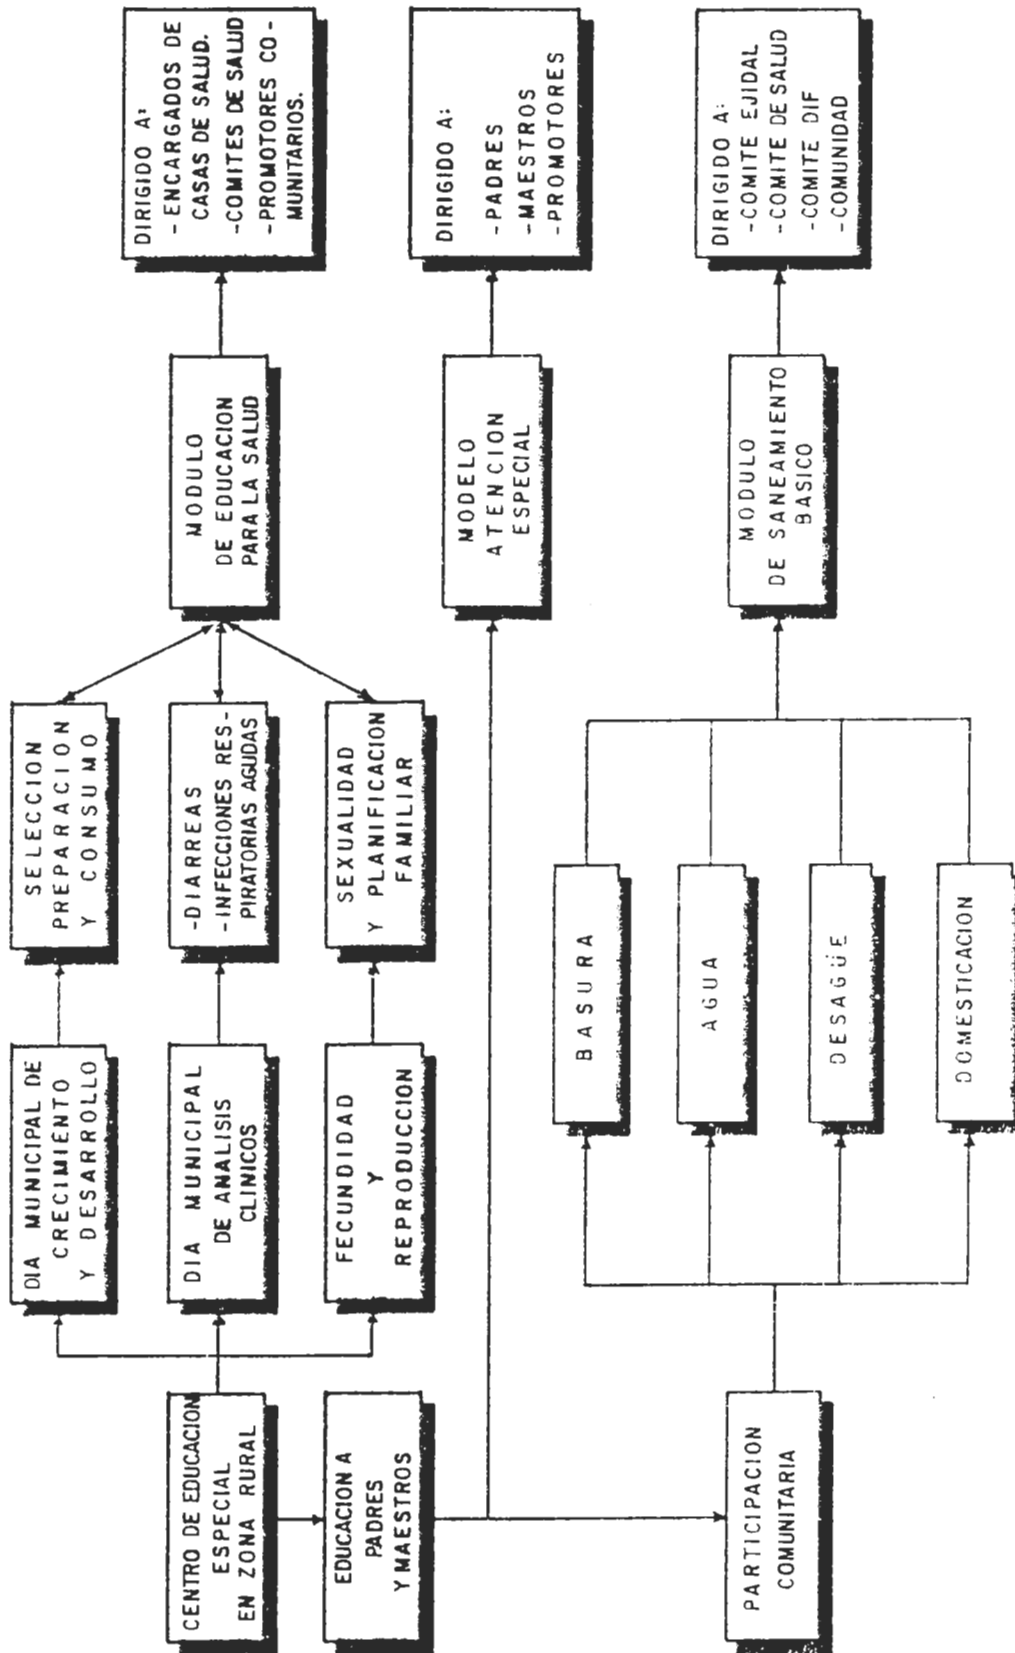 CENTRO DE EDUCACION
ESPECIAL
EN ZONA RURAL
DIA MUNICIPAL DE
CRECIMIENTO
Y DESARROLLO
SELECCION
PREPARACION
Y CONSUMO
DIA MUNICIPAL
DE ANALISIS
CLINICOS
-DIARREAS
-INFECCIONES RES-
PIRATORIAS AGUDAS
FECUNDIDAD
Y
REPRODUCCION
SEXUALIDAD
Y PLANIFICACION
FAMILIAR
MODULO
DE EDUCACION
PARA LA SALUD
DIRIGIDO A:
- ENCARGADOS DE
CASAS DE SALUD.
-COMITES DE SALUD
-PROMOTORES CO-
MUNITARIOS.
EDUCACION A
PADRES
Y MAESTROS
MODELO
ATENCION
ESPECIAL
DIRIGIDO A:
-PADRES
-MAESTROS
-PROMOTORES
PARTICIPACION
COMUNITARIA
BASURA
AGUA
DESAGÜE
DOMESTICACION
MODULO
DE SANEAMIENTO
BASICO
DIRIGIDO A:
-COMITE EJIDAL
-COMITE DE SALUD
-COMITE DIF
-COMUNIDAD